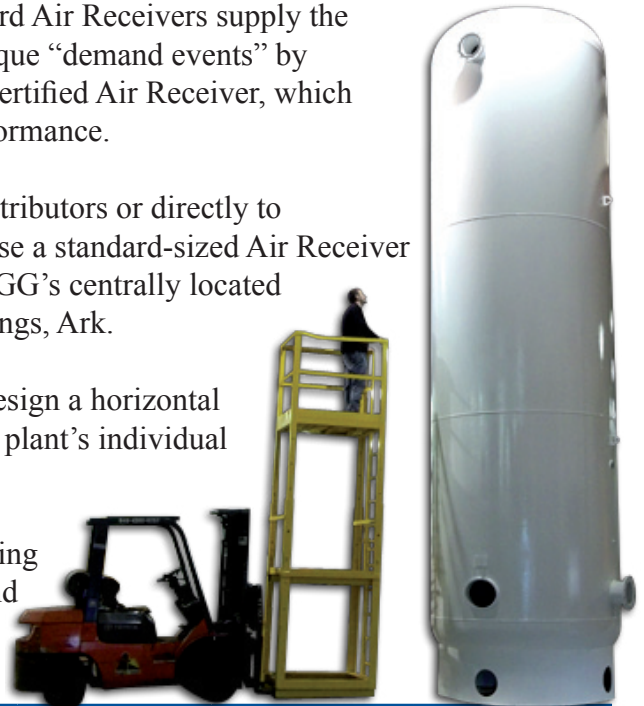 rd Air Receivers supply the
que “demand events” by
ertified Air Receiver, which
ormance.
tributors or directly to
se a standard-sized Air Receiver
GG’s centrally located
ngs, Ark.
esign a horizontal
plant’s individual
ing
d